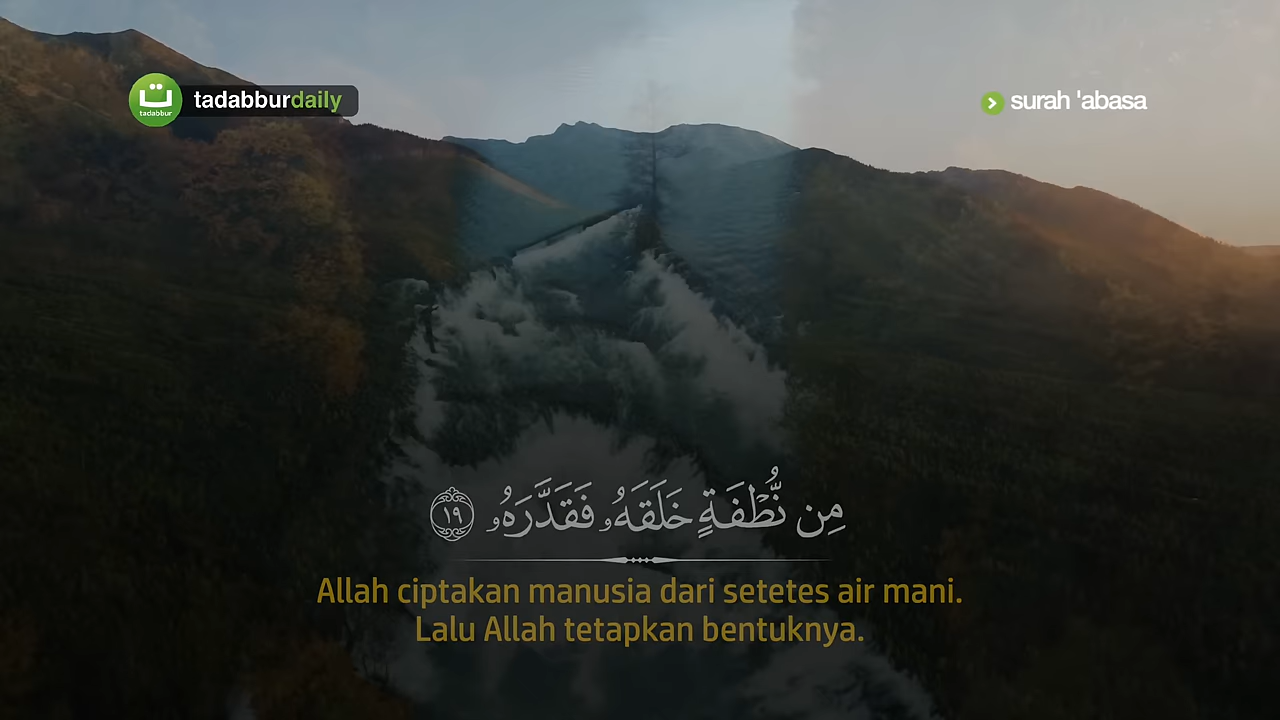 ت
tadabbur
tadabburdaily
surah 'abasa
مِن نُّطْفَةٍ خَلَقَهُۥ فَقَدَّرَهُۥ ١٩
Allah ciptakan manusia dari setetes air mani.
Lalu Allah tetapkan bentuknya.